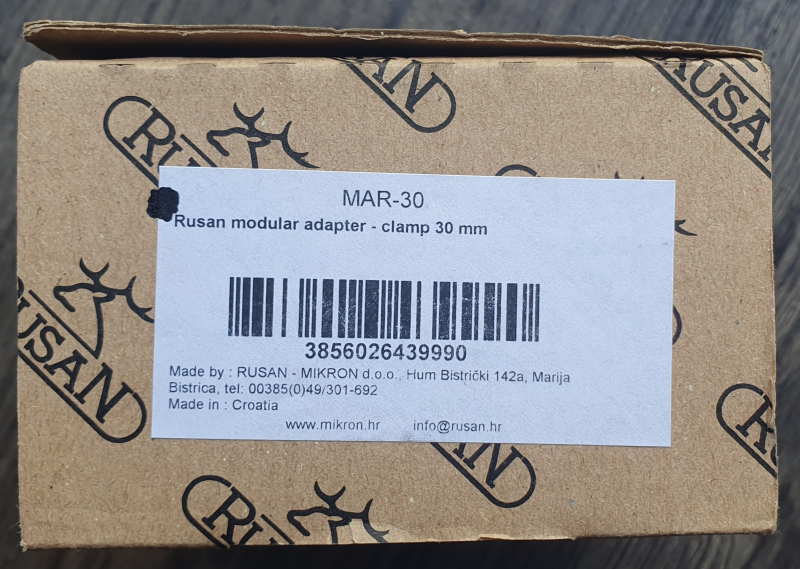 RUSAN
RUSAN
RUSAN
MAR-30
Rusan modular adapter - clamp 30 mm
3856026439990
Made by : RUSAN - MIKRON d.o.o., Hum Bistrički 142a, Marija
Bistrica, tel: 00385(0)49/301-692
Made in : Croatia
www.mikron.hr info@rusan.hr
RUSAN
RUSAN
RUSAN